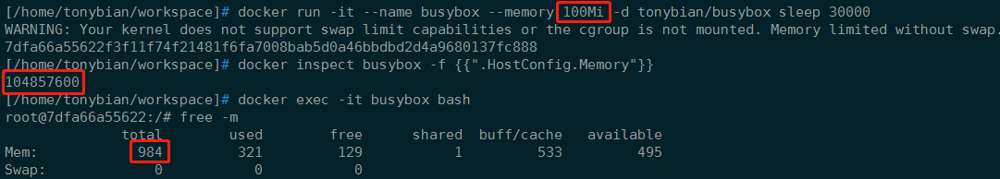 [/home/tonybian/workspace]# docker run -it --name busybox --memory 100Mi -d tonybian/busybox sleep 30000
WARNING: Your kernel does not support swap limit capabilities or the cgroup is not mounted. Memory limited without swap.
7dfa66a55622f3f11f74f21481f6fa7008bab5d0a46bbdbd2d4a9680137fc888
[/home/tonybian/workspace]# docker inspect busybox -f {{".HostConfig.Memory"}}
104857600
[/home/tonybian/workspace]# docker exec -it busybox bash
root@7dfa66a55622:/# free -m
total used free shared buff/cache available
Mem: 984 321 129 1 533 495
Swap: 0 0 0